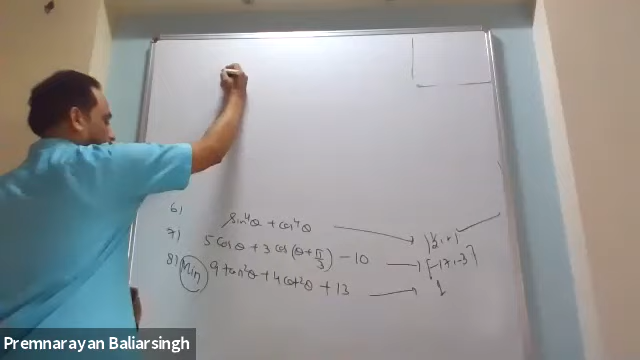 6) sin⁴θ + cos⁴θ → [½, 1]
7) 5 cosθ + 3 cos(θ + π/3) - 10 → [-17, -3]
8) Min 9 tan²θ + 4 cot²θ + 13 →
Premnarayan Baliarsingh